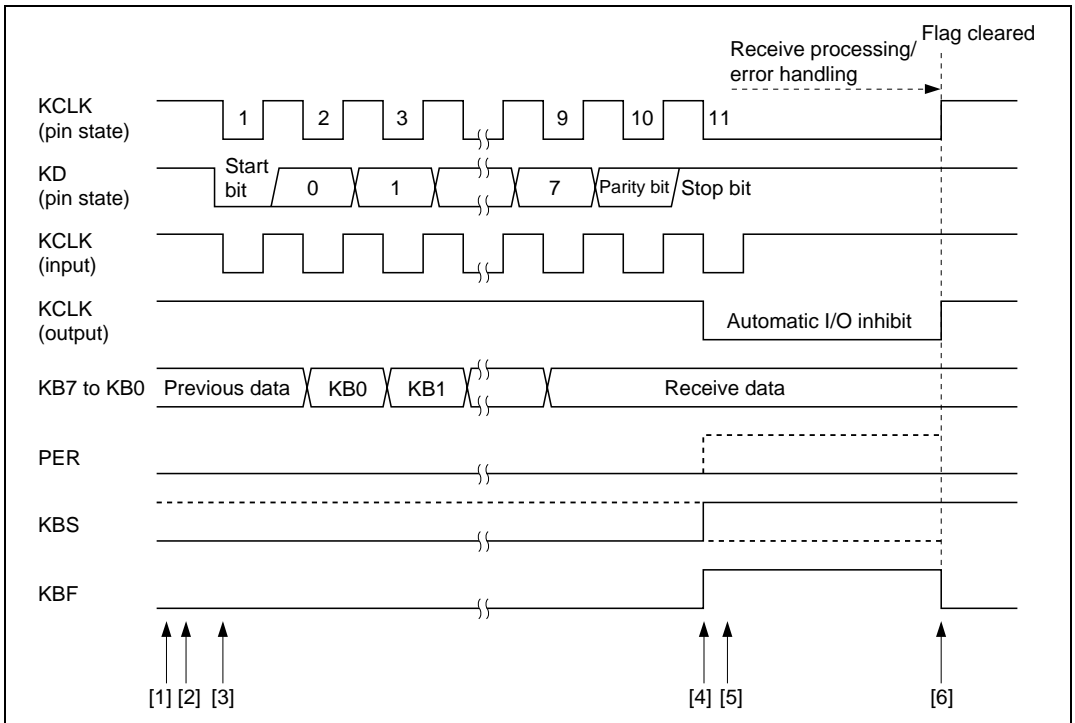 Flag cleared
Receive processing/
error handling
KCLK
(pin state)
1 2 3 9 10 11
KD
(pin state)
Start
bit
0 1 7 Parity bit Stop bit
KCLK
(input)
KCLK
(output)
Automatic I/O inhibit
KB7 to KB0 Previous data KB0 KB1 Receive data
PER
KBS
KBF
[1] [2] [3] [4] [5] [6]